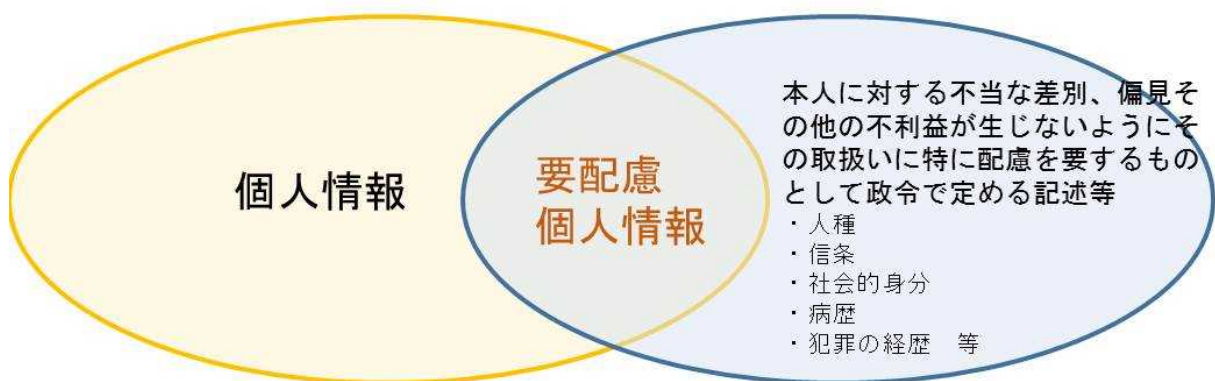 個人情報
要配慮
個人情報
本人に対する不当な差別、偏見そ
の他の不利益が生じないようにそ
の取扱いに特に配慮を要するもの
として政令で定める記述等
・人種
・信条
・社会的身分
・病歴
・犯罪の経歴　等